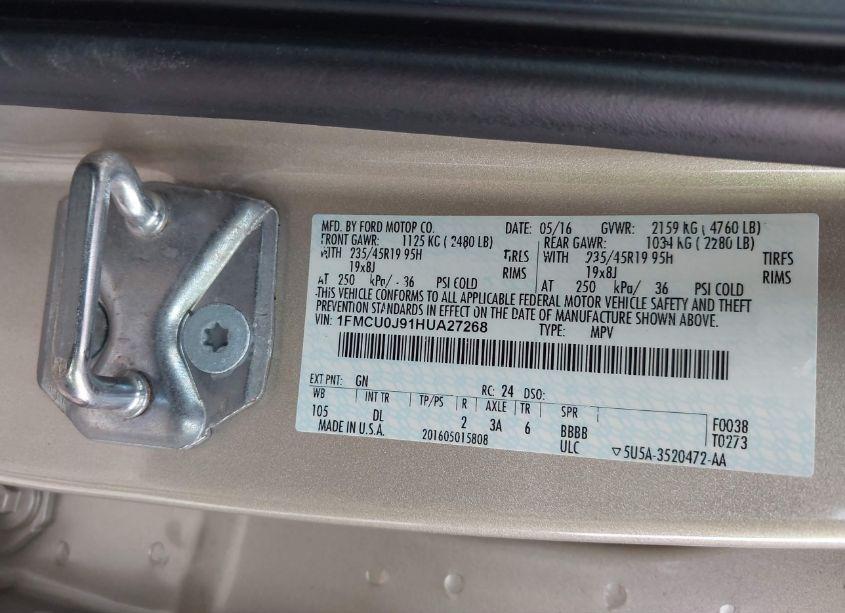 MFD. BY FORD MOTOR CO. DATE: 05/16 GVWR: 2159 KG ( 4760 LB)
FRONT GAWR: 1125 KG ( 2480 LB) REAR GAWR: 1034 KG ( 2280 LB)
WITH 235/45R19 95H TIRES WITH 235/45R19 95H TIRES
19x8J RIMS 19x8J RIMS
AT 250 kPa/ 36 PSI COLD AT 250 kPa/ 36 PSI COLD
THIS VEHICLE CONFORMS TO ALL APPLICABLE FEDERAL MOTOR VEHICLE SAFETY AND THEFT
PREVENTION STANDARDS IN EFFECT ON THE DATE OF MANUFACTURE SHOWN ABOVE.
VIN: 1FMCU0J91HUA27268 TYPE: MPV
EXT PNT: GN RC: 24 DSO:
WB INT TR TP/PS R AXLE TR SPR
105 DL 2 3A 6 BBBB F0038
MADE IN U.S.A. 201605015808 ULC T0273
▽5U5A-3520472-AA